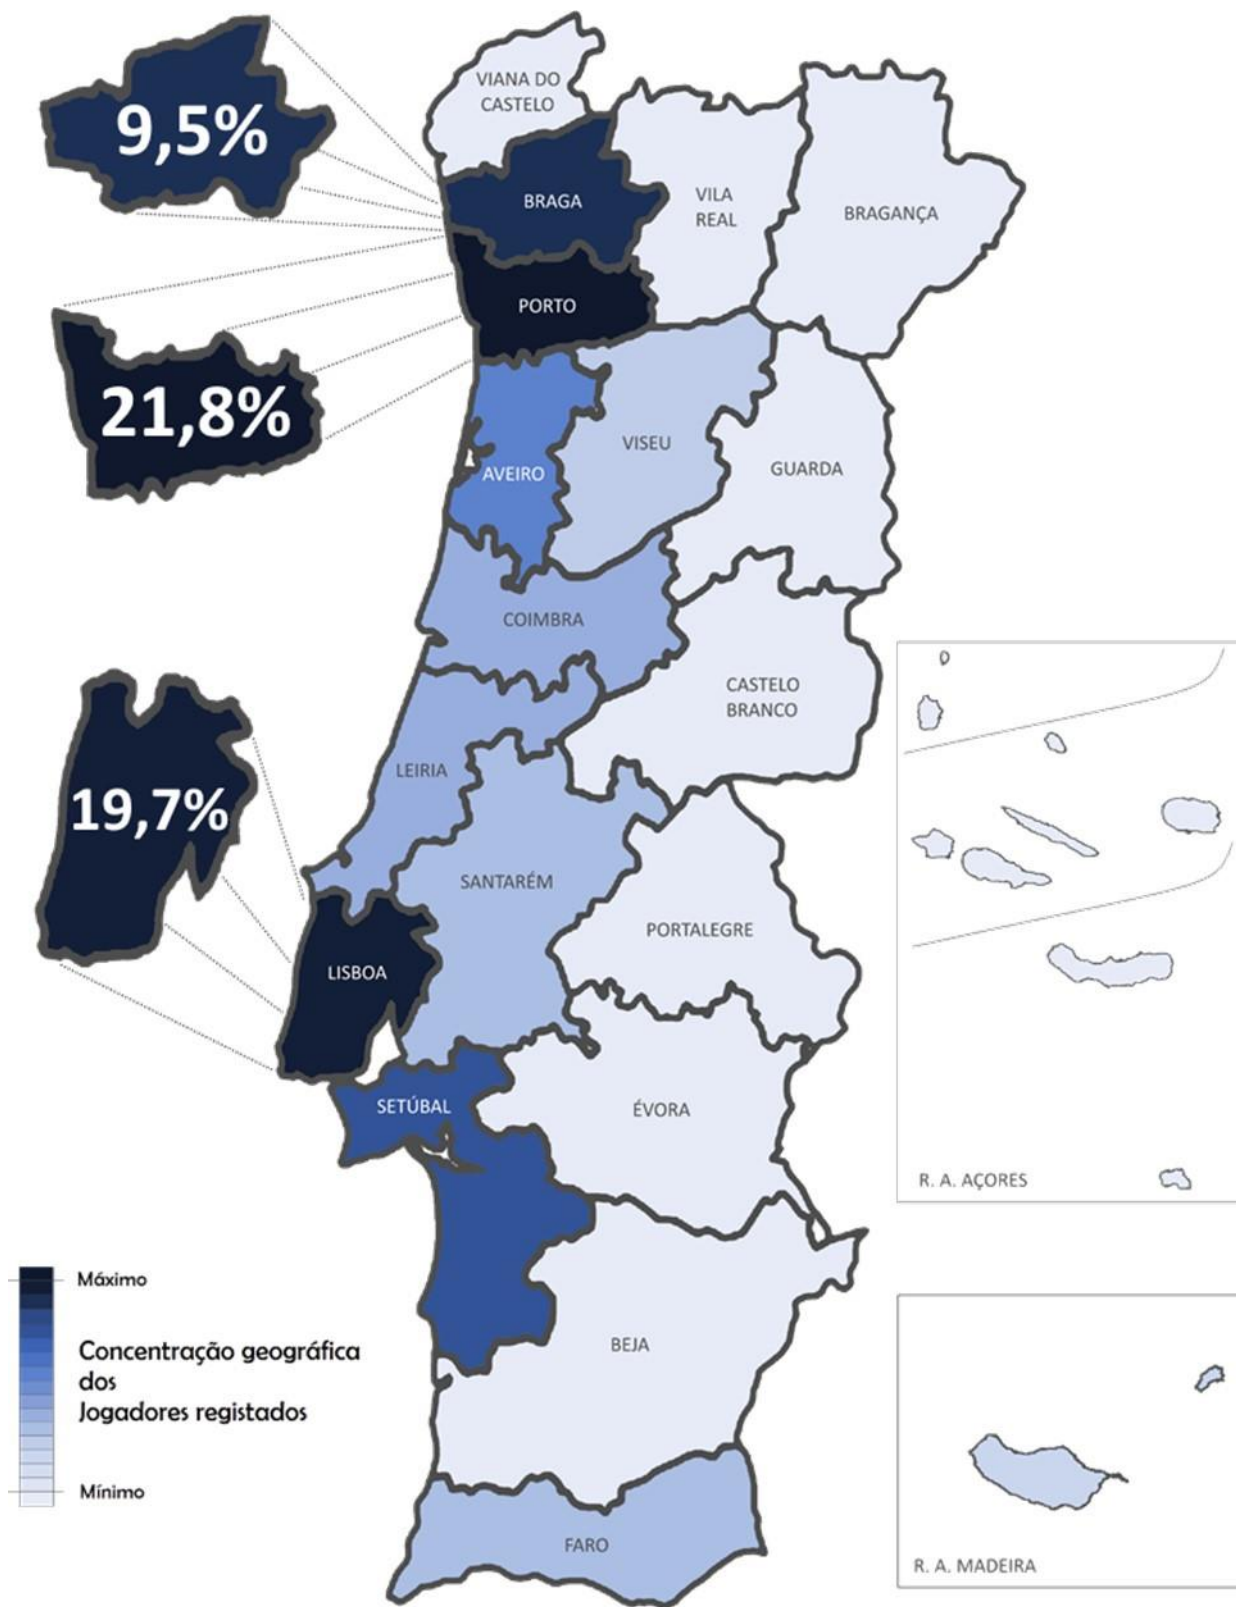 VIANA DO
CASTELO
9,5%
BRAGA
VILA
REAL
BRAGANÇA
PORTO
21,8%
VISEU
GUARDA
AVEIRO
COIMBRA
CASTELO
BRANCO
LEIRIA
19,7%
SANTARÉM
PORTALEGRE
LISBOA
SETÚBAL
ÉVORA
R. A. AÇORES
Máximo
Concentração geográfica
dos
Jogadores registados
Mínimo
BEJA
FARO
R. A. MADEIRA